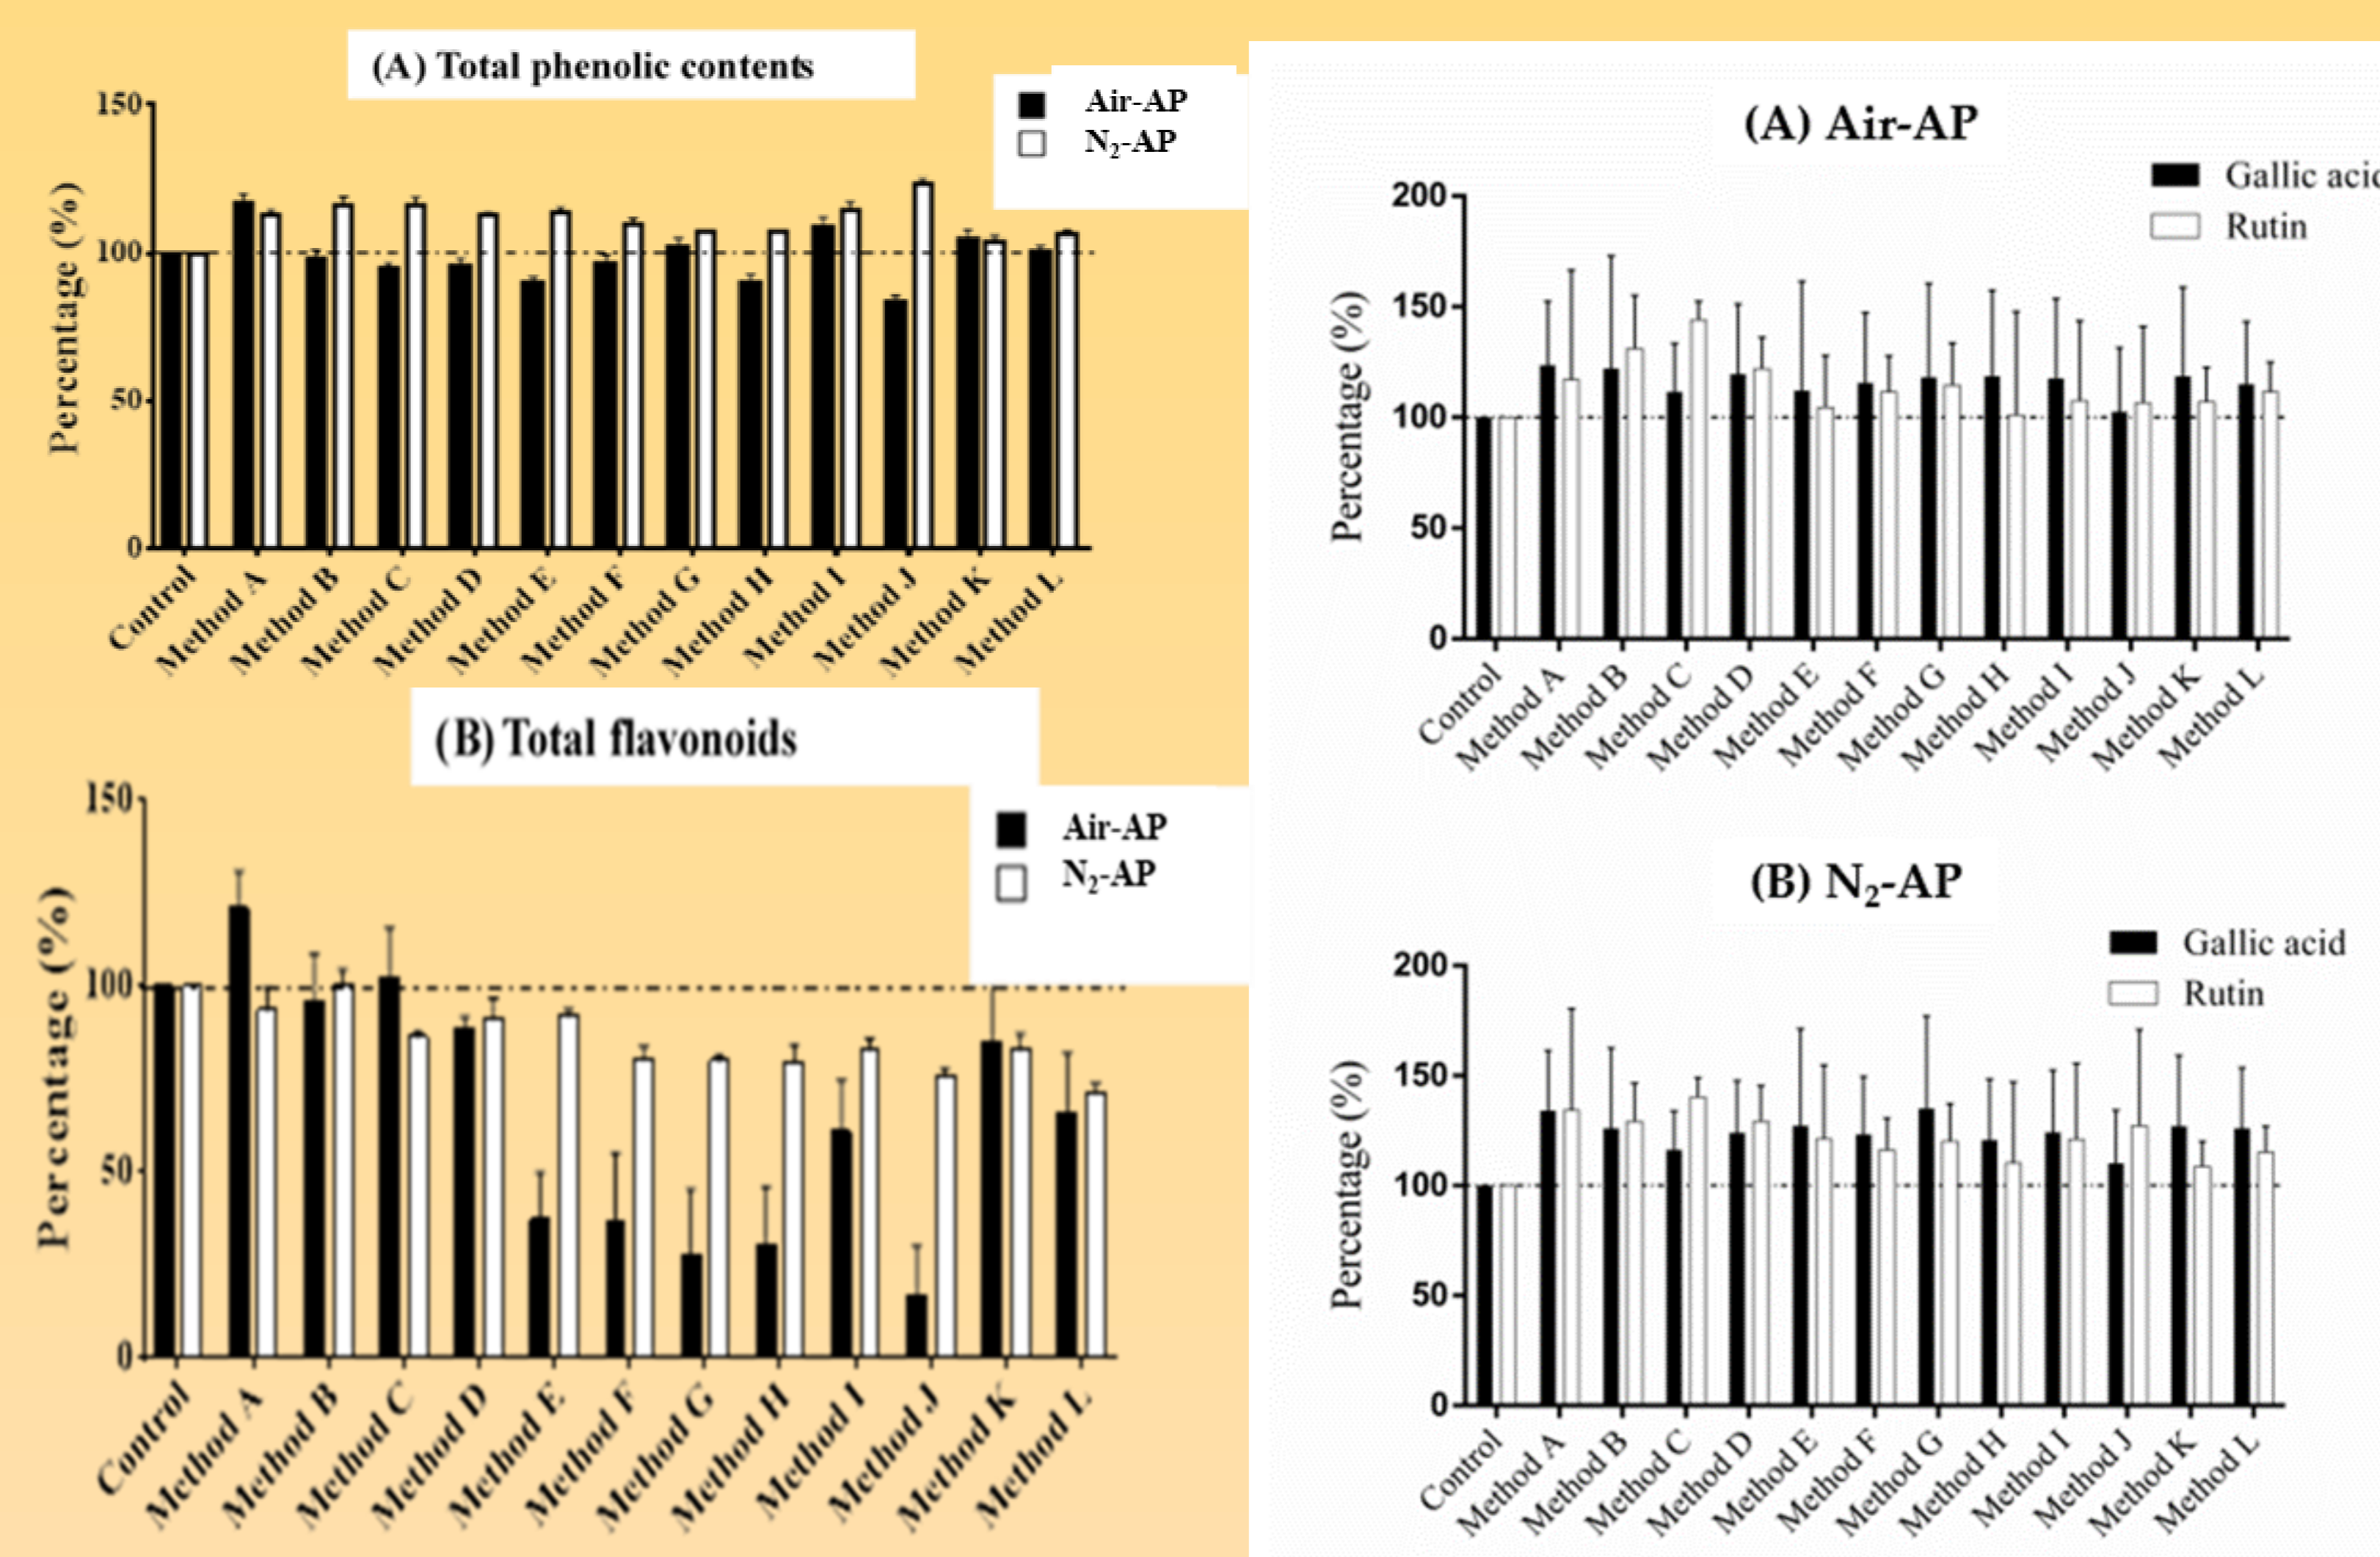 (A) Total phenolic contents
Air-AP
N₂-AP
Percentage (%)
150
100
50
0
Control
Method A
Method B
Method C
Method D
Method E
Method F
Method G
Method H
Method I
Method J
Method K
Method L
(B) Total flavonoids
Air-AP
N₂-AP
Percentage (%)
150
100
50
0
Control
Method A
Method B
Method C
Method D
Method E
Method F
Method G
Method H
Method I
Method J
Method K
Method L
(A) Air-AP
Gallic acid
Rutin
Percentage (%)
200
150
100
50
0
Control
Method A
Method B
Method C
Method D
Method E
Method F
Method G
Method H
Method I
Method J
Method K
Method L
(B) N₂-AP
Gallic acid
Rutin
Percentage (%)
200
150
100
50
0
Control
Method A
Method B
Method C
Method D
Method E
Method F
Method G
Method H
Method I
Method J
Method K
Method L